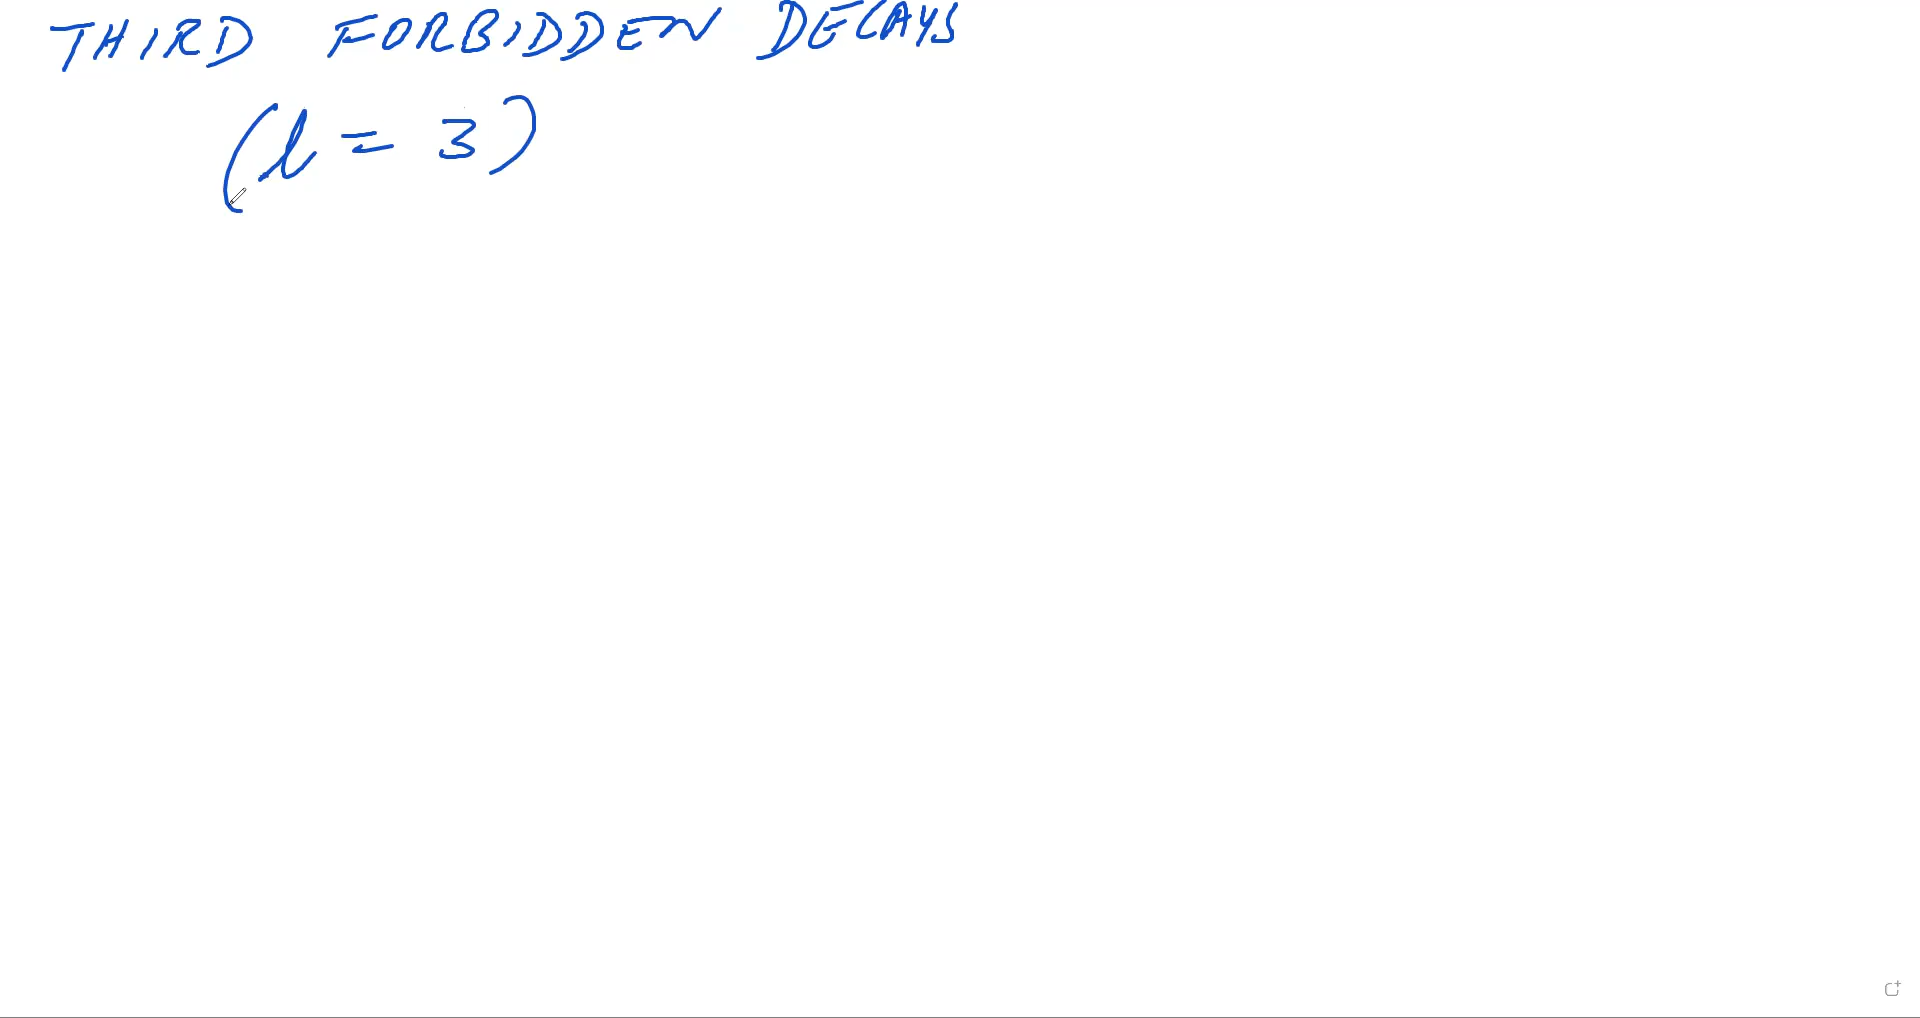 THIRD FORBIDDEN DECAYS
(l = 3)